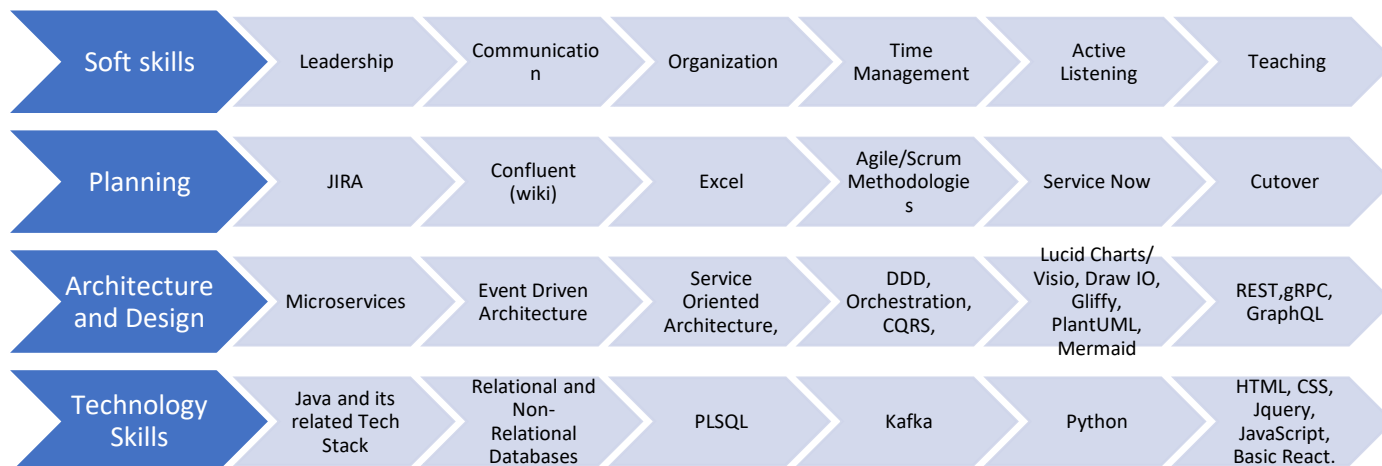 Soft skills
Leadership
Communicatio
n
Organization
Time
Management
Active
Listening
Teaching
Planning
JIRA
Confluent
(wiki)
Excel
Agile/Scrum
Methodologie
s
Service Now
Cutover
Architecture
and Design
Microservices
Event Driven
Architecture
Service
Oriented
Architecture,
DDD,
Orchestration,
CQRS,
Lucid Charts/
Visio, Draw IO,
Gliffy,
PlantUML,
Mermaid
REST,gRPC,
GraphQL
Technology
Skills
Java and its
related Tech
Stack
Relational and
Non-
Relational
Databases
PLSQL
Kafka
Python
HTML, CSS,
Jquery,
JavaScript,
Basic React.